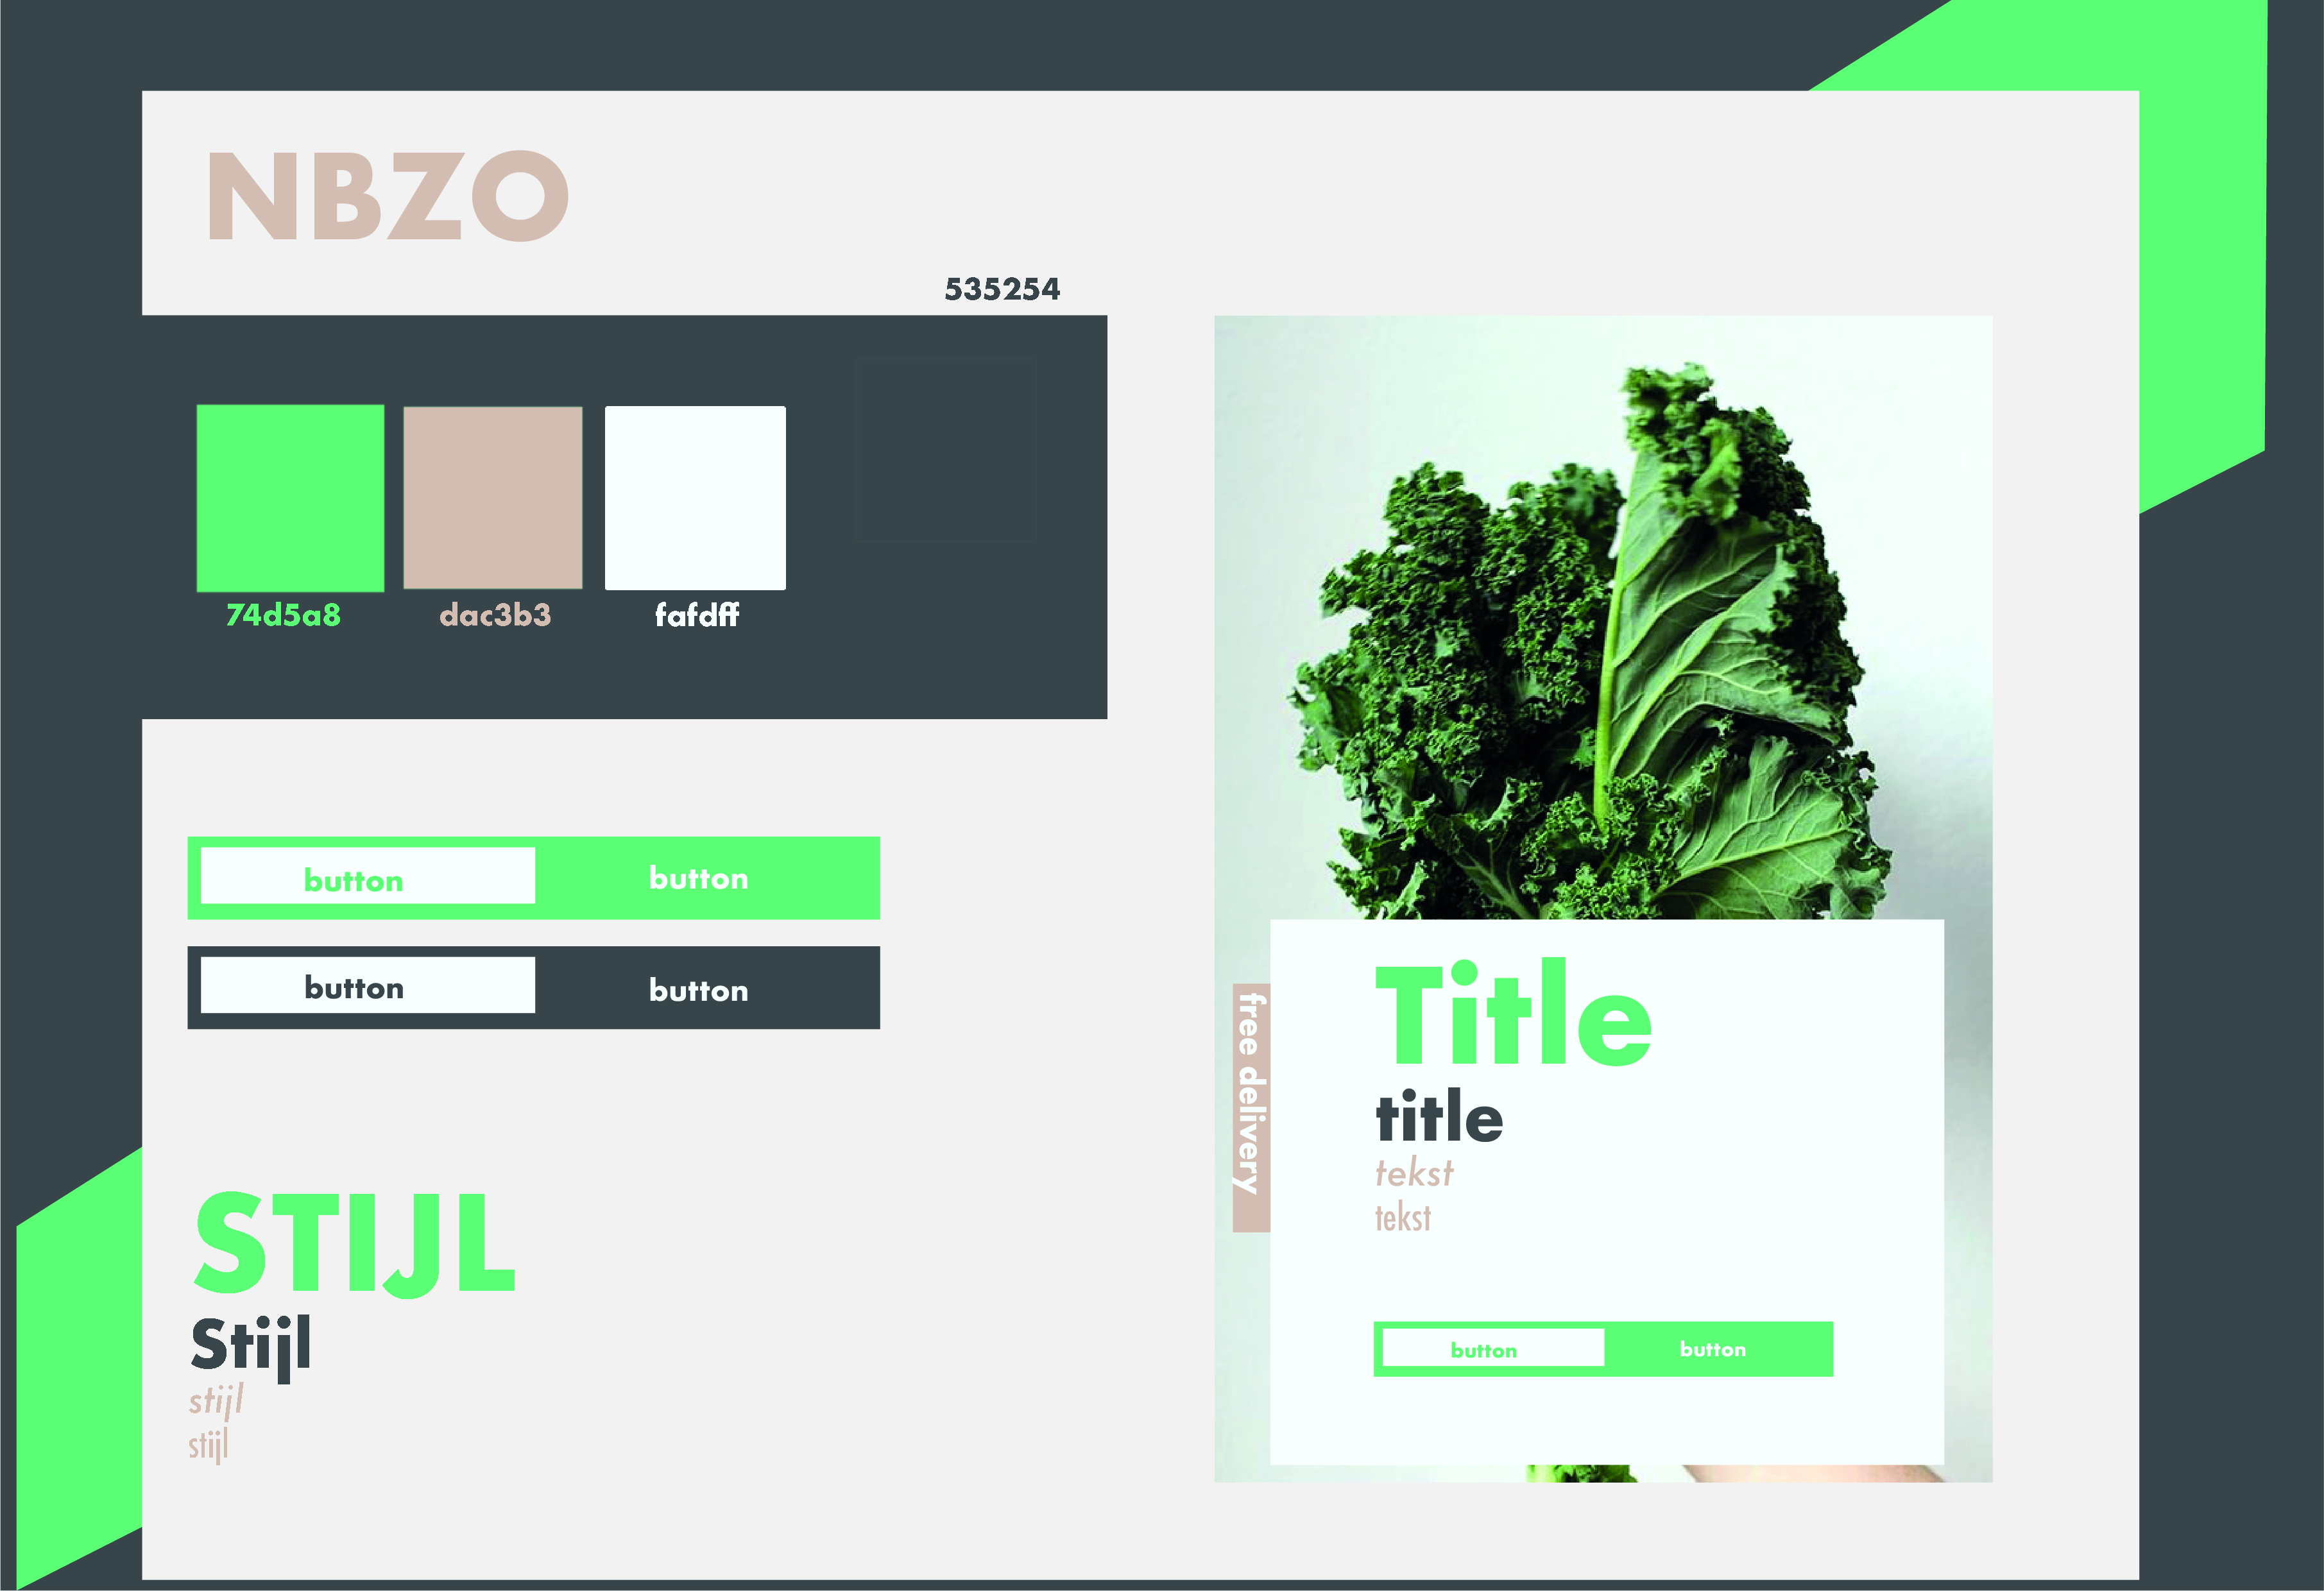 NBZO
535254
74d5a8
dac3b3
fafdff
button
button
button
button
STIJL
Stijl
stijl
stijl
free delivery
Title
title
tekst
tekst
button
button